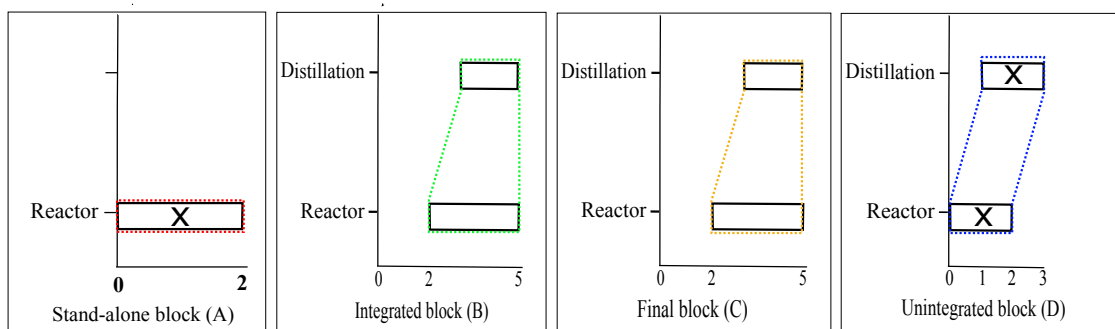 Reactor
X
0 2
Stand-alone block (A)
Distillation
Reactor
0 2 5
Integrated block (B)
Distillation
Reactor
0 2 5
Final block (C)
Distillation
X
Reactor
X
0 1 2 3
Unintegrated block (D)